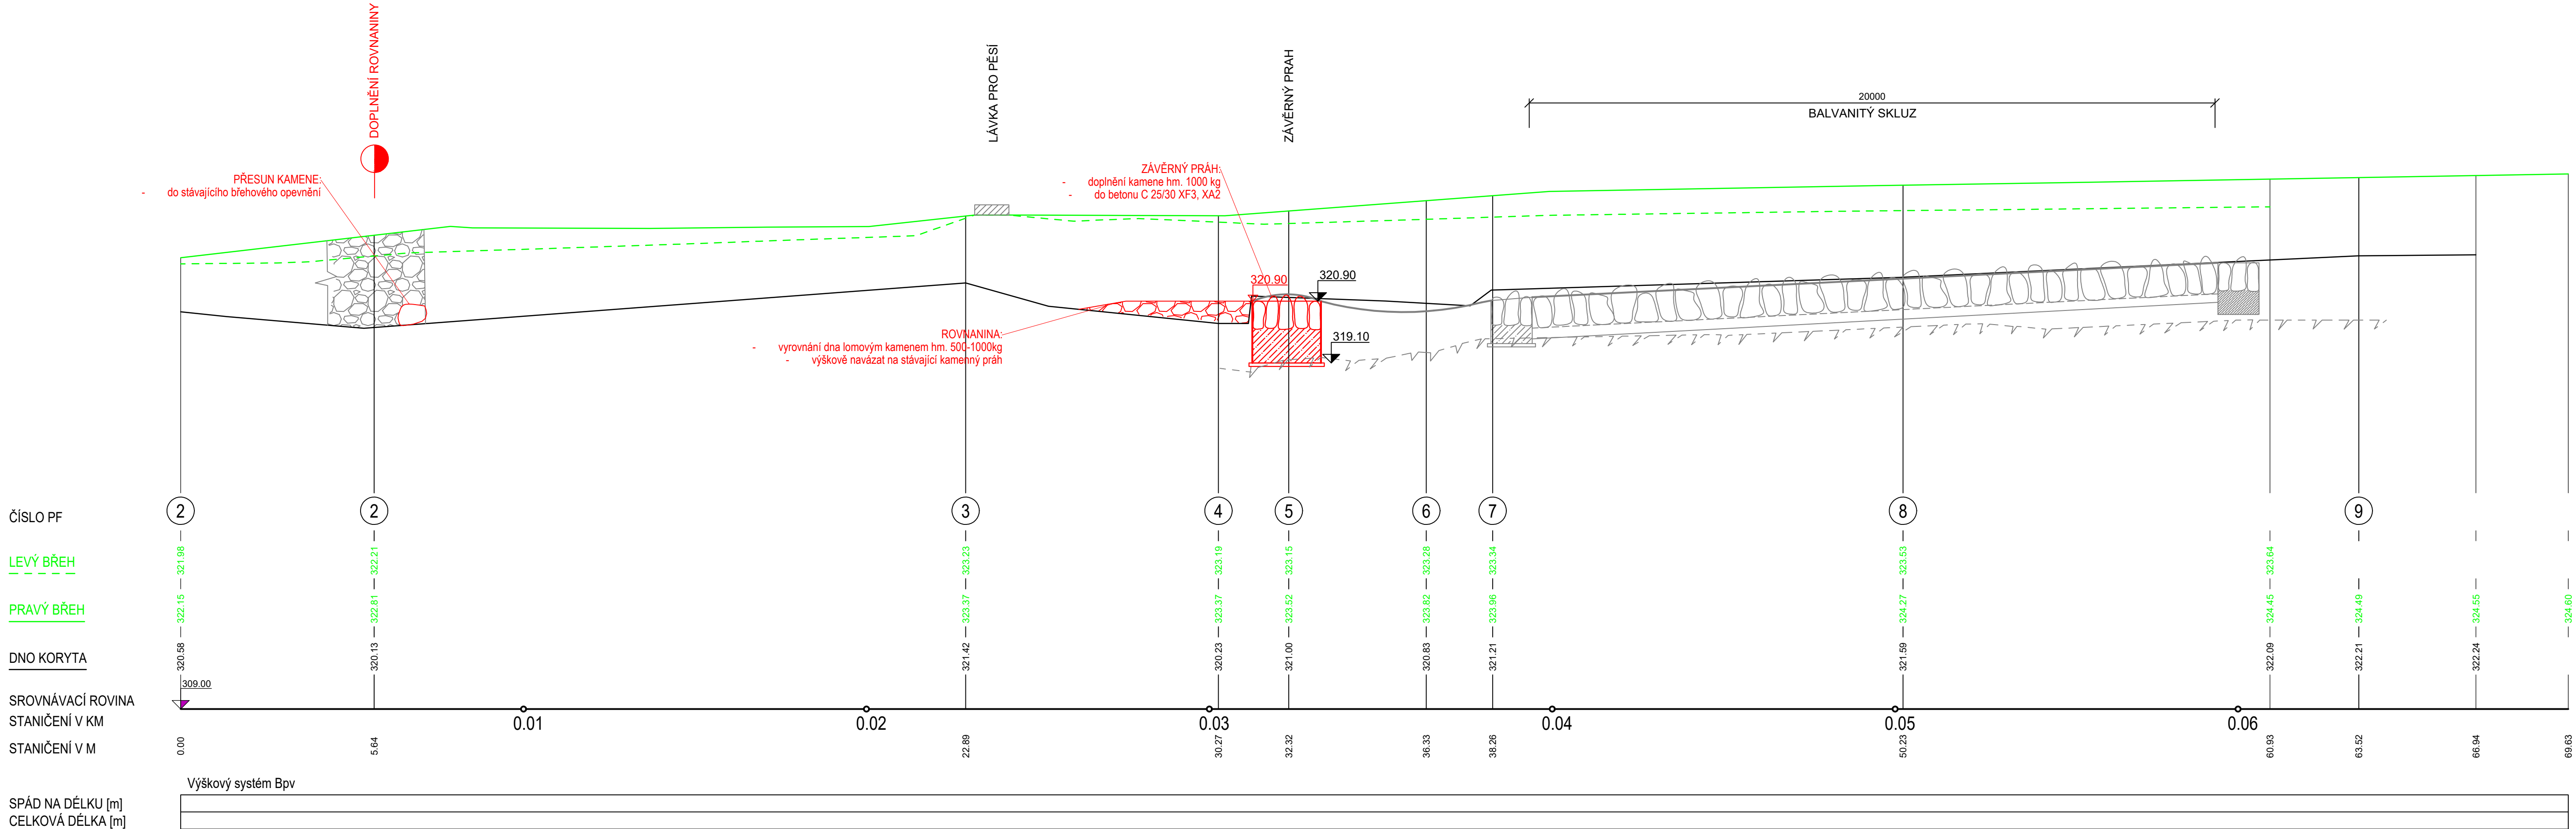 DOPLNĚNÍ ROVNANINY
LÁVKA PRO PĚSÍ
ZÁVĚRNÝ PRAH
20000
BALVANITÝ SKLUZ
PŘESUN KAMENE:
- do stávajícího břehového opevnění
ZÁVĚRNÝ PRÁH:
- doplnění kamene hm. 1000 kg
- do betonu C 25/30 XF3, XA2
320.90
320.90
319.10
ROVNANINA:
- vyrovnání dna lomovým kamenem hm. 500-1000kg
- výškově navázat na stávající kamenný práh
ČÍSLO PF
2 2 3 4 5 6 7 8 9
LEVÝ BŘEH
321.98 322.21 323.23 323.19 323.15 323.28 323.34 323.53 323.64
PRAVÝ BŘEH
322.15 322.81 323.37 323.37 323.52 323.82 323.96 324.27 324.45 324.49 324.55 324.60
DNO KORYTA
320.58 320.13 321.42 320.23 321.00 320.83 321.21 321.59 322.09 322.21 322.24
309.00
SROVNÁVACÍ ROVINA
STANIČENÍ V KM
0.01 0.02 0.03 0.04 0.05 0.06
STANIČENÍ V M
0.00 5.64 22.89 30.27 32.32 36.33 38.26 50.23 60.93 63.52 66.94 69.63
Výškový systém Bpv
SPÁD NA DÉLKU [m]
CELKOVÁ DÉLKA [m]